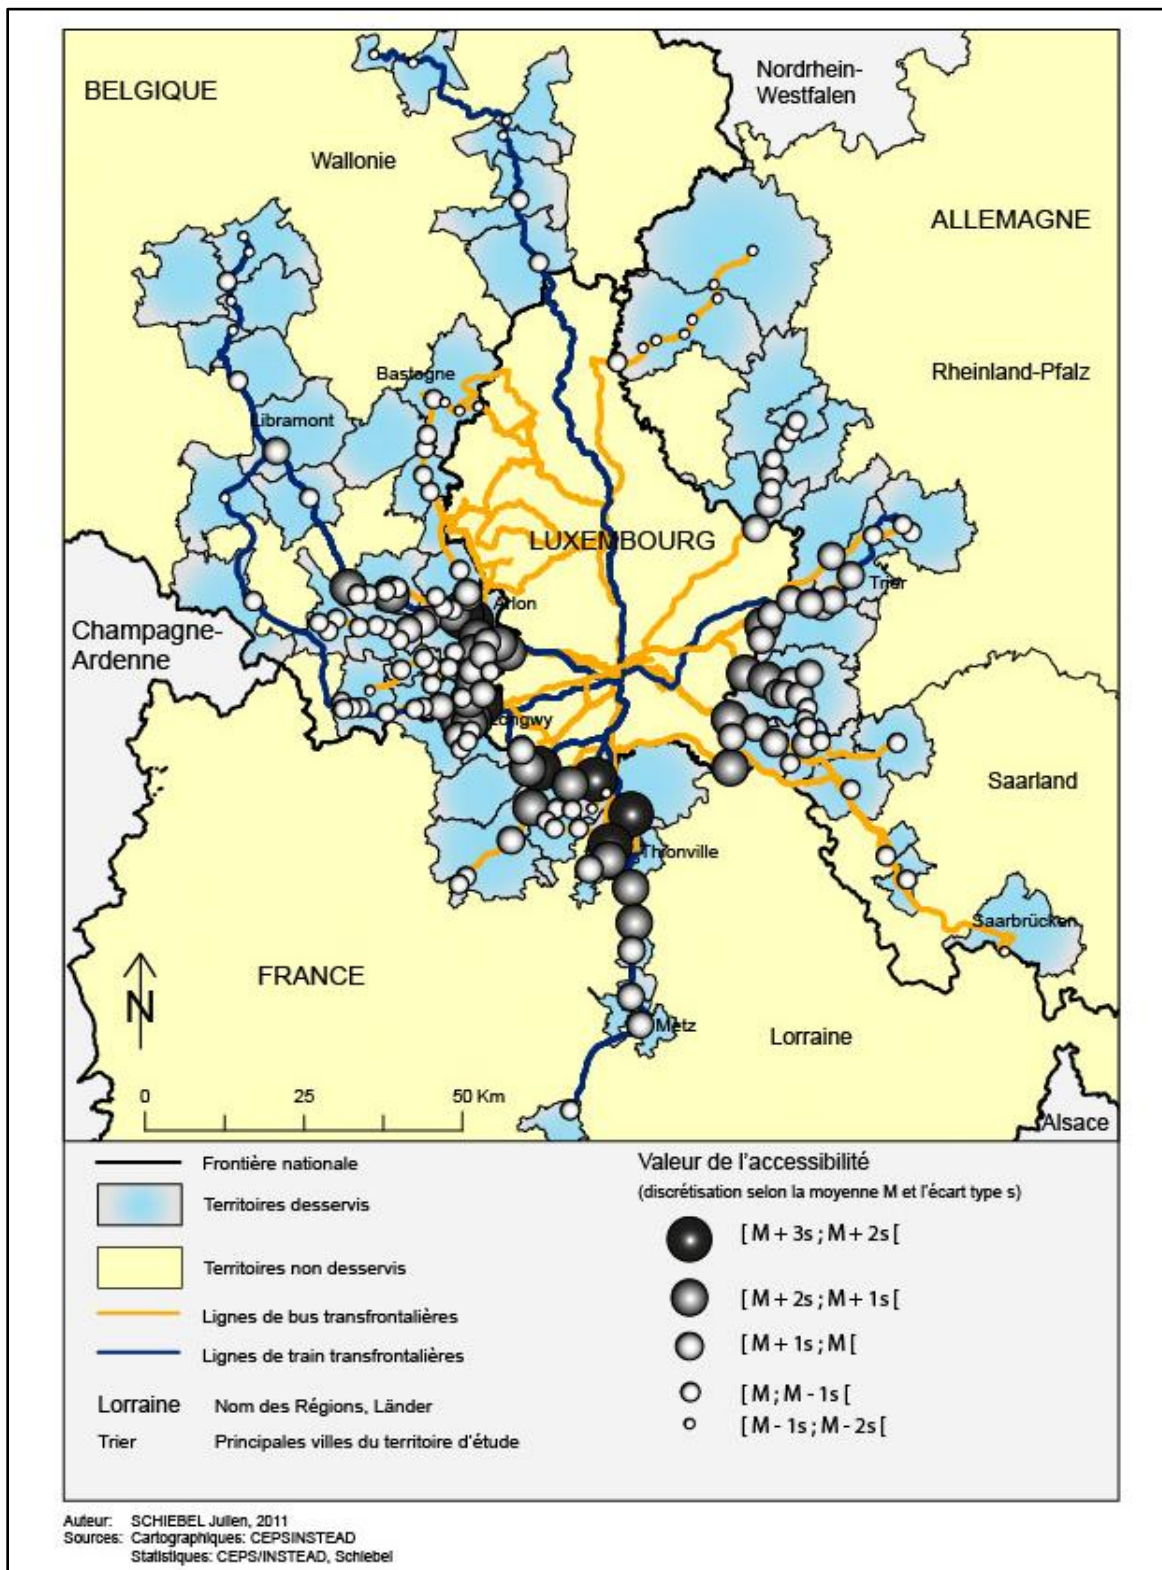 BELGIQUE
Nordrhein-
Westfalen
Wallonie
ALLEMAGNE
Bastogne
Rheinland-Pfalz
Libramont
LUXEMBOURG
Trier
Arlon
Champagne-
Ardenne
Longwy
Saarland
Thionville
Saarbrücken
FRANCE
N
Metz
Lorraine
0 25 50 Km
Alsace
Frontière nationale
Territoires desservis
Territoires non desservis
Lignes de bus transfrontalières
Lignes de train transfrontalières
Lorraine Nom des Régions, Länder
Trier Principales villes du territoire d'étude
Valeur de l'accessibilité
(discrétisation selon la moyenne M et l'écart type s)
[ M + 3s ; M + 2s [
[ M + 2s ; M + 1s [
[ M + 1s ; M [
[ M ; M - 1s [
[ M - 1s ; M - 2s [
Auteur: SCHIEBEL Julien, 2011
Sources: Cartographiques: CEPSINSTEAD
Statistiques: CEPS/INSTEAD, Schiebel